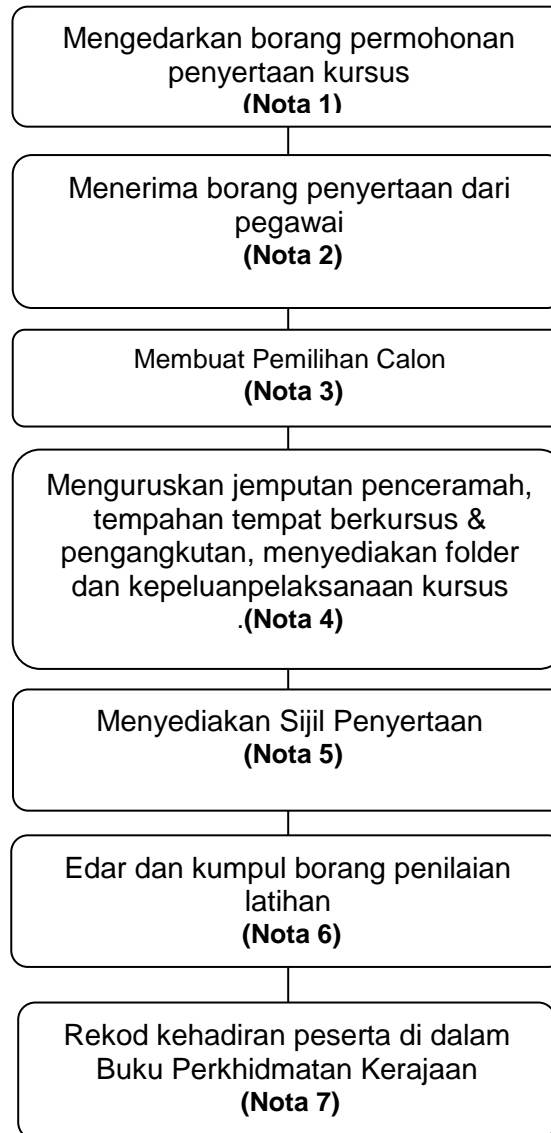 Mengedarkan borang permohonan
penyertaan kursus
(Nota 1)
Menerima borang penyertaan dari
pegawai
(Nota 2)
Membuat Pemilihan Calon
(Nota 3)
Menguruskan jemputan penceramah,
tempahan tempat berkursus &
pengangkutan, menyediakan folder
dan kepeluanpelaksanaan kursus
.(Nota 4)
Menyediakan Sijil Penyertaan
(Nota 5)
Edar dan kumpul borang penilaian
latihan
(Nota 6)
Rekod kehadiran peserta di dalam
Buku Perkhidmatan Kerajaan
(Nota 7)